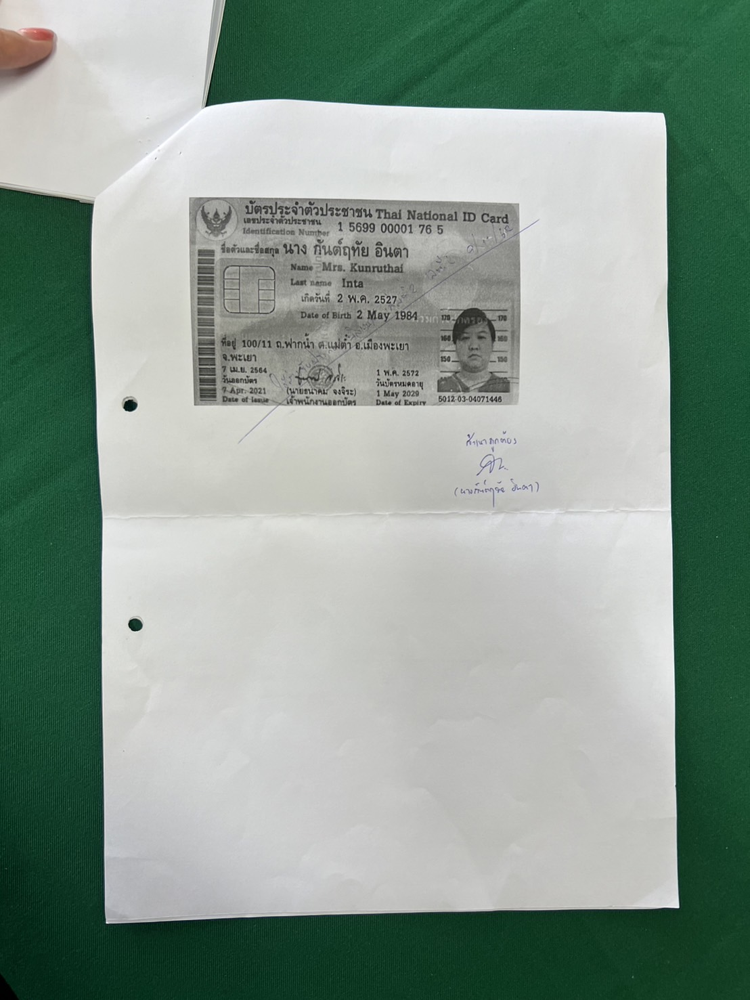 บัตรประจำตัวประชาชน Thai National ID Card
เลขประจำตัวประชาชน
Identification Number 1 5699 00001 76 5
ชื่อตัวและชื่อสกุล นาง กันต์ฤทัย อินตา
Name Mrs. Kunruthai
Last name Inta
เกิดวันที่ 2 พ.ค. 2527
Date of Birth 2 May 1984
ที่อยู่ 100/11 ถ.ฟากน้ำ ต.แม่ต๋ำ อ.เมืองพะเยา
จ.พะเยา
7 เม.ย. 2564
วันออกบัตร
7 Apr. 2021
Date of Issue
(นายธนาคม จงจิระ)
เจ้าพนักงานออกบัตร
1 พ.ค. 2572
วันบัตรหมดอายุ
1 May 2029
Date of Expiry
170 170
160 160
150 150
5012-03-04071446
สำเนาถูกต้อง
(นางกันต์ฤทัย อินตา)